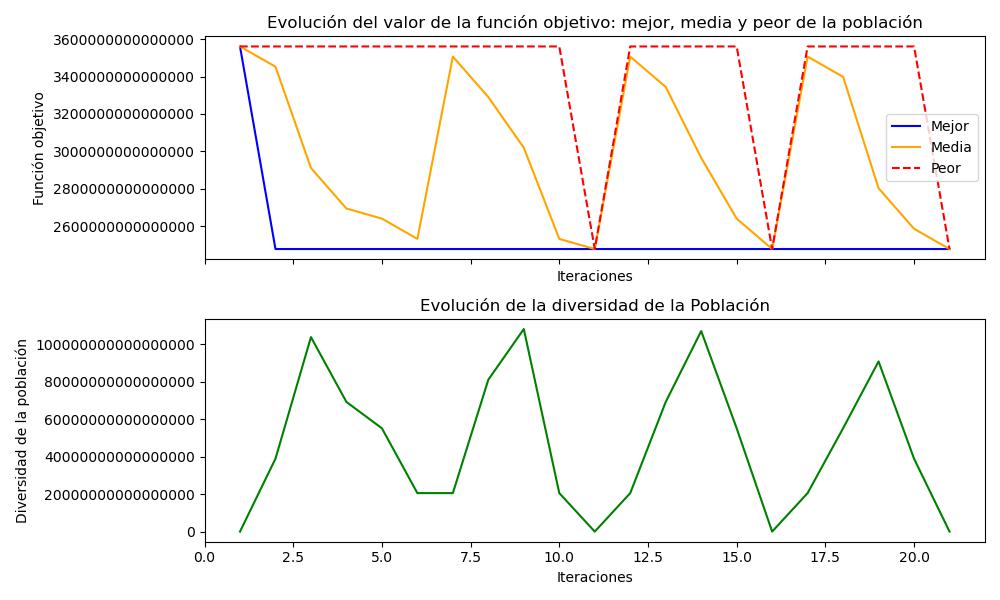 Evolución del valor de la función objetivo: mejor, media y peor de la población
Función objetivo
3600000000000000
3400000000000000
3200000000000000
3000000000000000
2800000000000000
2600000000000000
Mejor
Media
Peor
Iteraciones
Evolución de la diversidad de la Población
Diversidad de la población
100000000000000000
80000000000000000
60000000000000000
40000000000000000
20000000000000000
0
0.0 2.5 5.0 7.5 10.0 12.5 15.0 17.5 20.0
Iteraciones